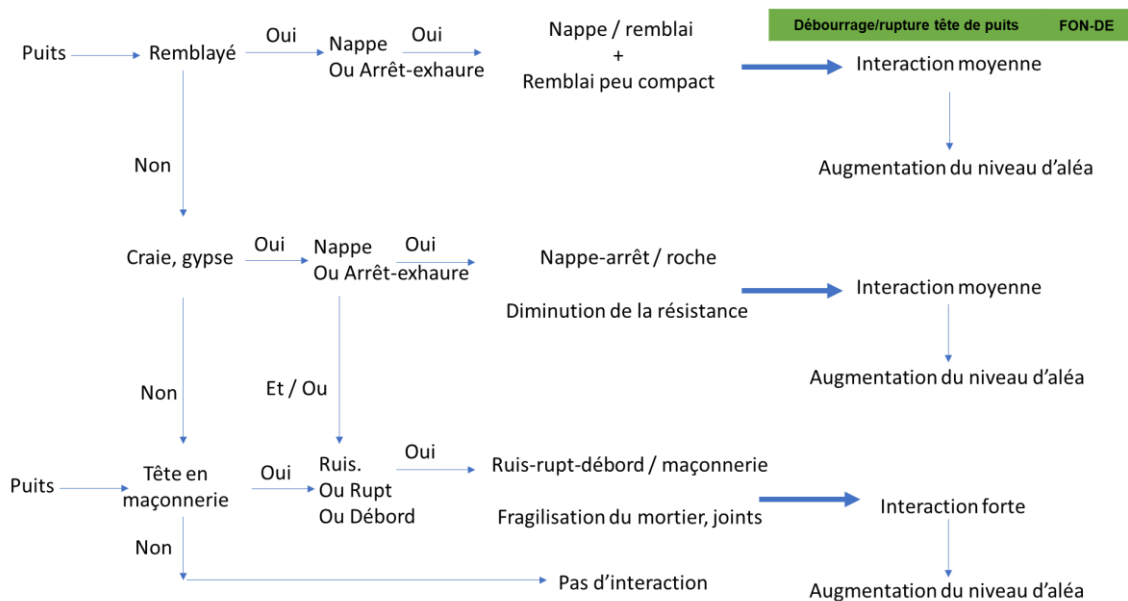 Débourrage/rupture tête de puits FON-DE
Puits
Remblayé
Oui
Nappe
Ou Arrêt-exhaure
Oui
Nappe / remblai
+
Remblai peu compact
Interaction moyenne
Augmentation du niveau d'aléa
Non
Craie, gypse
Oui
Nappe
Ou Arrêt-exhaure
Oui
Nappe-arrêt / roche
Diminution de la résistance
Interaction moyenne
Augmentation du niveau d'aléa
Non
Et / Ou
Puits
Tête en
maçonnerie
Oui
Ruis.
Ou Rupt
Ou Débord
Oui
Ruis-rupt-débord / maçonnerie
Fragilisation du mortier, joints
Interaction forte
Augmentation du niveau d'aléa
Non
Pas d'interaction